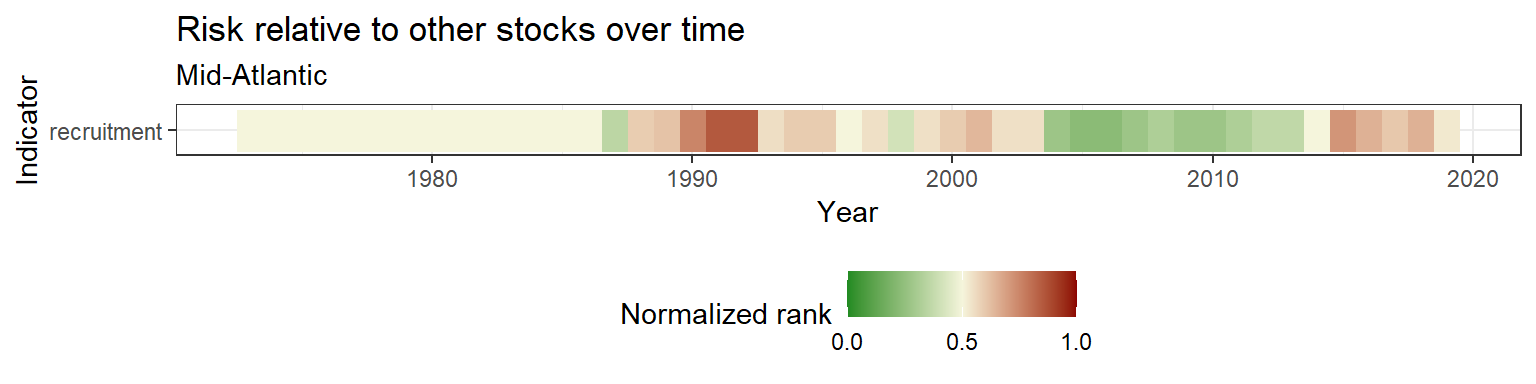 Risk relative to other stocks over time
Mid-Atlantic
Indicator
recruitment
1980 1990 2000 2010 2020
Year
Normalized rank
0.0 0.5 1.0